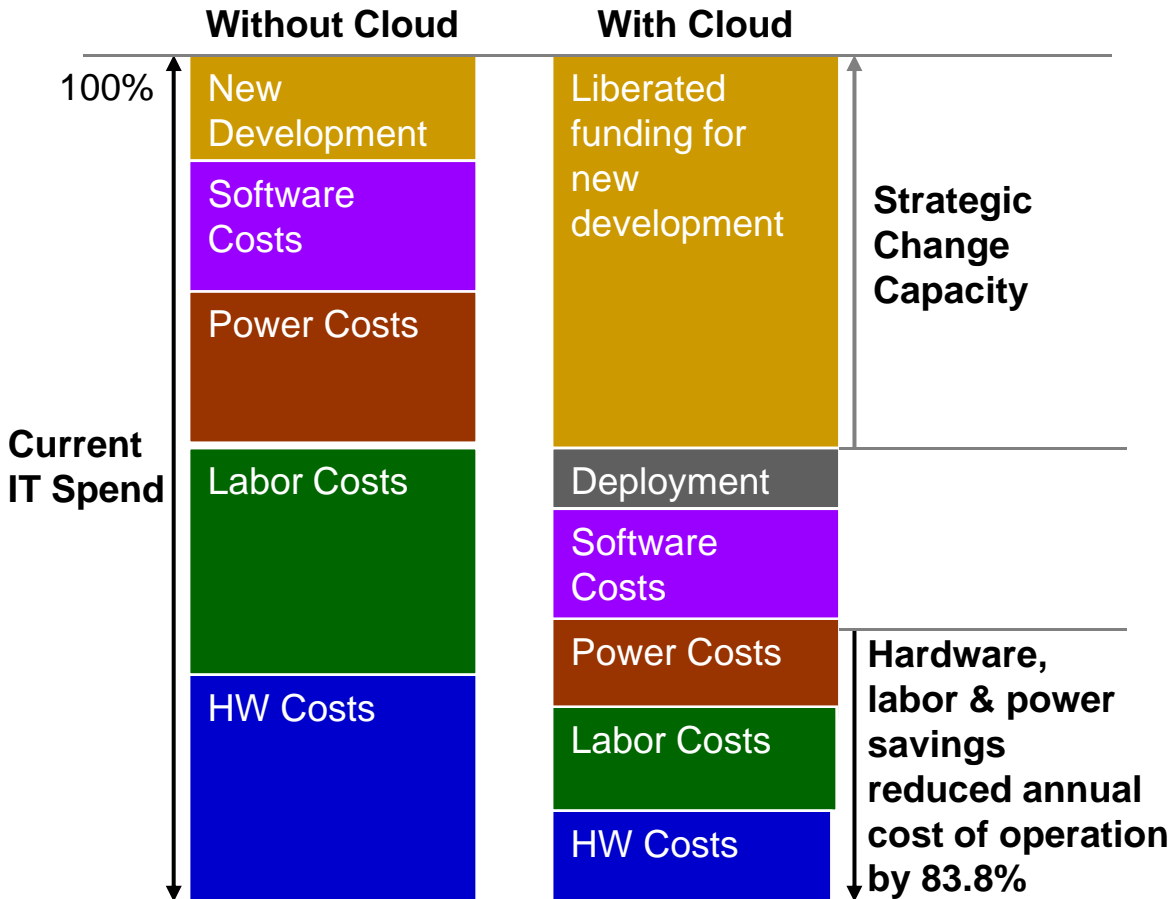 Without Cloud
With Cloud
100%
New
Development
Software
Costs
Power Costs
Current
IT Spend
Labor Costs
HW Costs
Liberated
funding for
new
development
Deployment
Software
Costs
Power Costs
Labor Costs
HW Costs
Strategic
Change
Capacity
Hardware,
labor & power
savings
reduced annual
cost of operation
by 83.8%